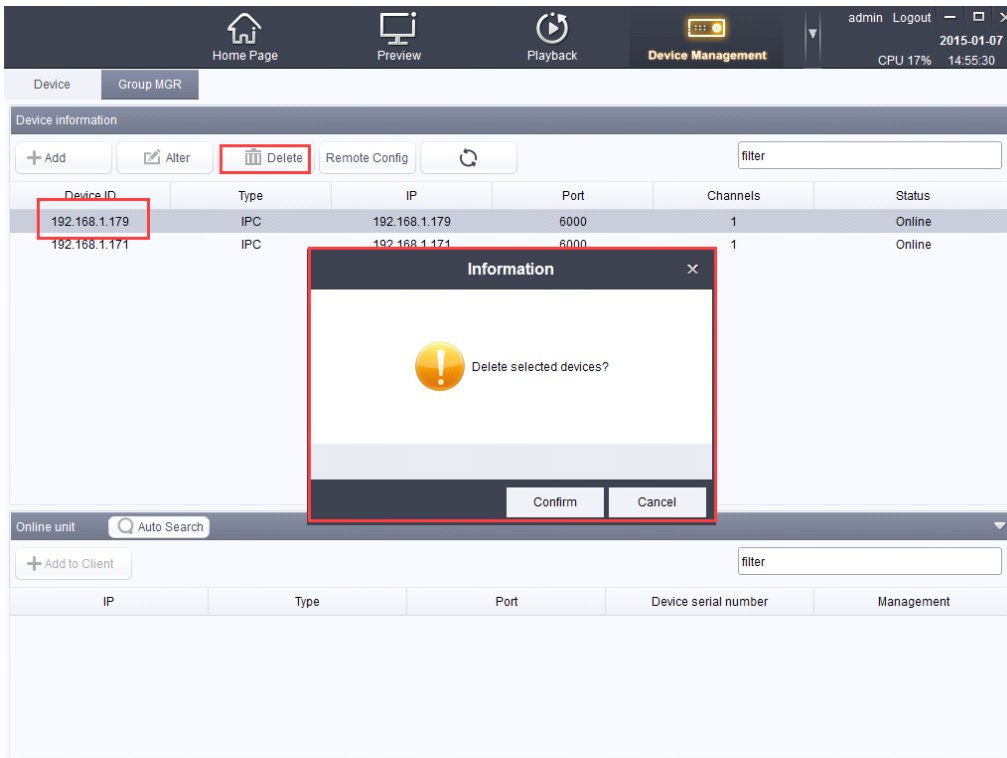 admin Logout
2015-01-07
CPU 17% 14:55:30
Home Page Preview Playback Device Management
Device Group MGR
Device information
Add Alter Delete Remote Config filter
Device ID Type IP Port Channels Status
192.168.1.179 IPC 192.168.1.179 6000 1 Online
192.168.1.171 IPC 192.168.1.171 6000 1 Online
Information
Delete selected devices?
Confirm Cancel
Online unit Auto Search
Add to Client filter
IP Type Port Device serial number Management